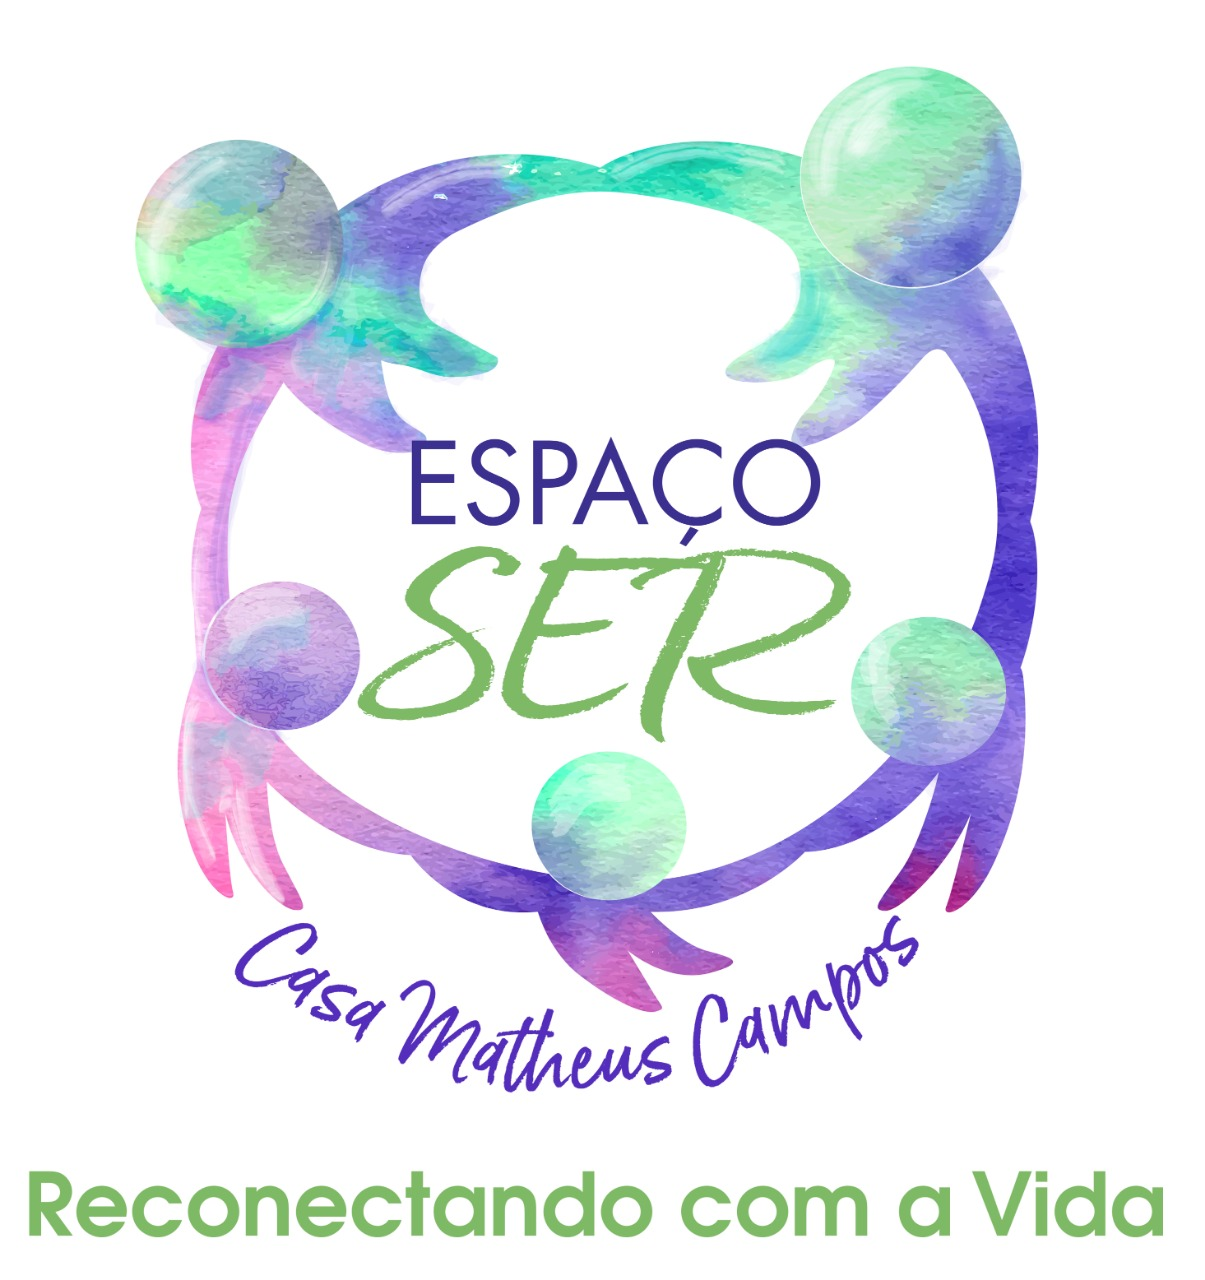 ESPAÇO
SER
Casa Matheus Campos
Reconectando com a Vida